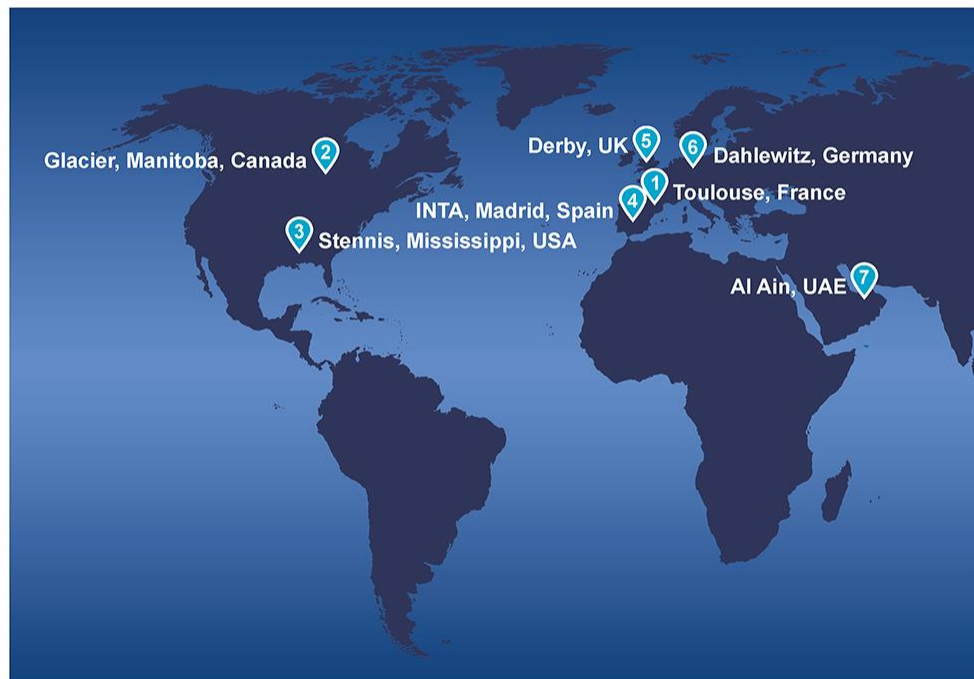 Glacier, Manitoba, Canada 2
Derby, UK 5
6 Dahlewitz, Germany
1 Toulouse, France
INTA, Madrid, Spain 4
3 Stennis, Mississippi, USA
Al Ain, UAE 7